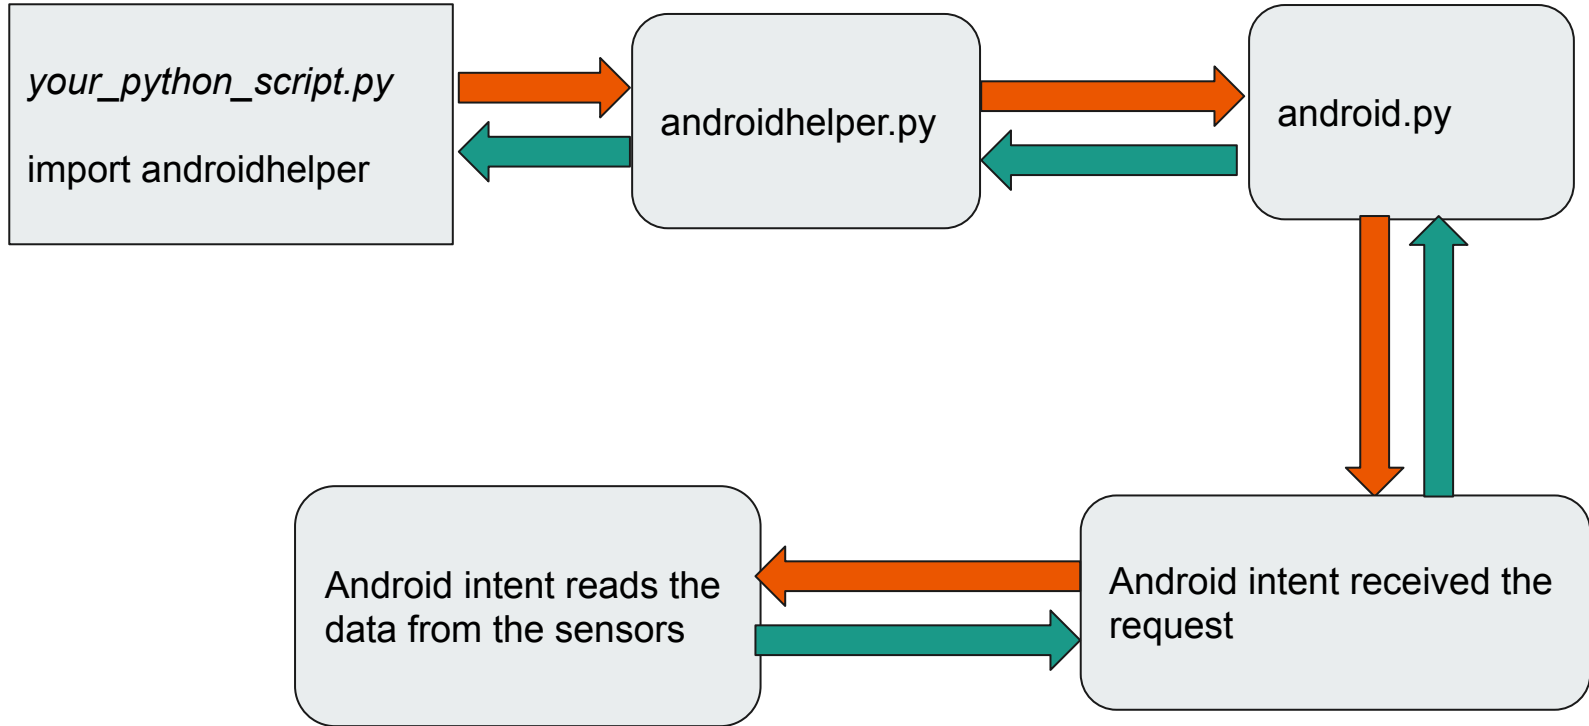 your_python_script.py
import androidhelper
androidhelper.py
android.py
Android intent reads the
data from the sensors
Android intent received the
request